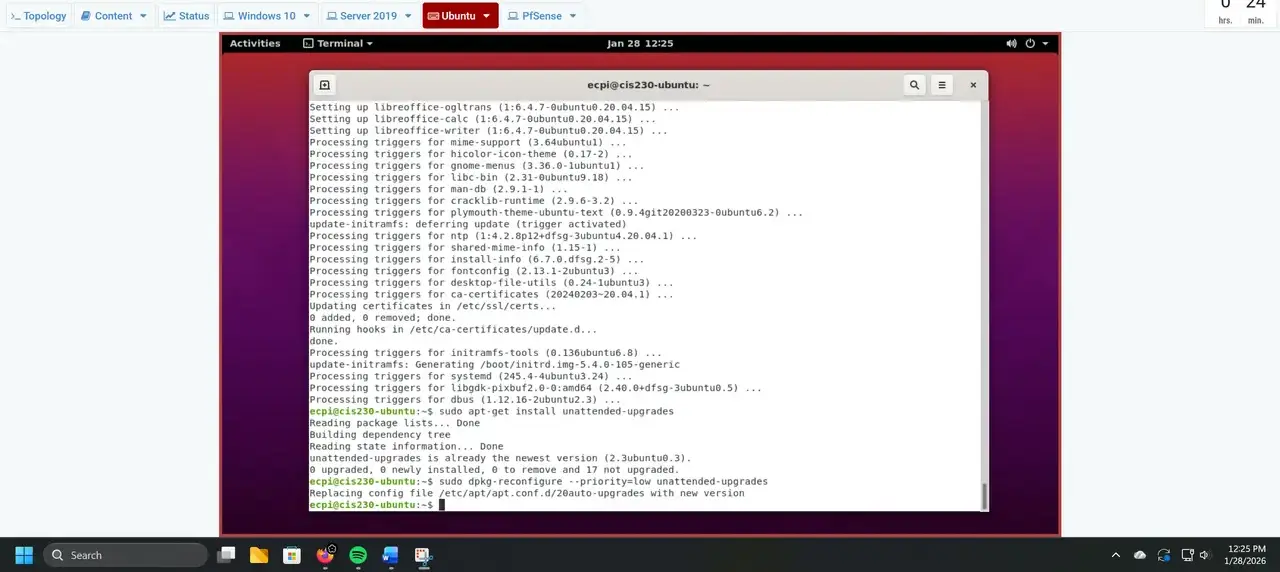 Topology Content Status Windows 10 Server 2019 Ubuntu PfSense
0 24
hrs. min.
Activities Terminal Jan 28 12:25
ecpi@cis230-ubuntu: ~
Setting up libreoffice-ogltrans (1:6.4.7-0ubuntu0.20.04.15) ...
Setting up libreoffice-calc (1:6.4.7-0ubuntu0.20.04.15) ...
Setting up libreoffice-writer (1:6.4.7-0ubuntu0.20.04.15) ...
Processing triggers for mime-support (3.64ubuntu1) ...
Processing triggers for hicolor-icon-theme (0.17-2) ...
Processing triggers for gnome-menus (3.36.0-1ubuntu1) ...
Processing triggers for libc-bin (2.31-0ubuntu9.18) ...
Processing triggers for man-db (2.9.1-1) ...
Processing triggers for cracklib-runtime (2.9.6-3.2) ...
Processing triggers for plymouth-theme-ubuntu-text (0.9.4git20200323-0ubuntu6.2) ...
update-initramfs: deferring update (trigger activated)
Processing triggers for ntp (1:4.2.8p12+dfsg-3ubuntu4.20.04.1) ...
Processing triggers for shared-mime-info (1.15-1) ...
Processing triggers for install-info (6.7.0.dfsg.2-5) ...
Processing triggers for fontconfig (2.13.1-2ubuntu3) ...
Processing triggers for desktop-file-utils (0.24-1ubuntu3) ...
Processing triggers for ca-certificates (20240203~20.04.1) ...
Updating certificates in /etc/ssl/certs...
0 added, 0 removed; done.
Running hooks in /etc/ca-certificates/update.d...
done.
Processing triggers for initramfs-tools (0.136ubuntu6.8) ...
update-initramfs: Generating /boot/initrd.img-5.4.0-105-generic
Processing triggers for systemd (245.4-4ubuntu3.24) ...
Processing triggers for libgdk-pixbuf2.0-0:amd64 (2.40.0+dfsg-3ubuntu0.5) ...
Processing triggers for dbus (1.12.16-2ubuntu2.3) ...
ecpi@cis230-ubuntu:~$ sudo apt-get install unattended-upgrades
Reading package lists... Done
Building dependency tree
Reading state information... Done
unattended-upgrades is already the newest version (2.3ubuntu0.3).
0 upgraded, 0 newly installed, 0 to remove and 17 not upgraded.
ecpi@cis230-ubuntu:~$ sudo dpkg-reconfigure --priority=low unattended-upgrades
Replacing config file /etc/apt/apt.conf.d/20auto-upgrades with new version
ecpi@cis230-ubuntu:~$
Search
12:25 PM
1/28/2026